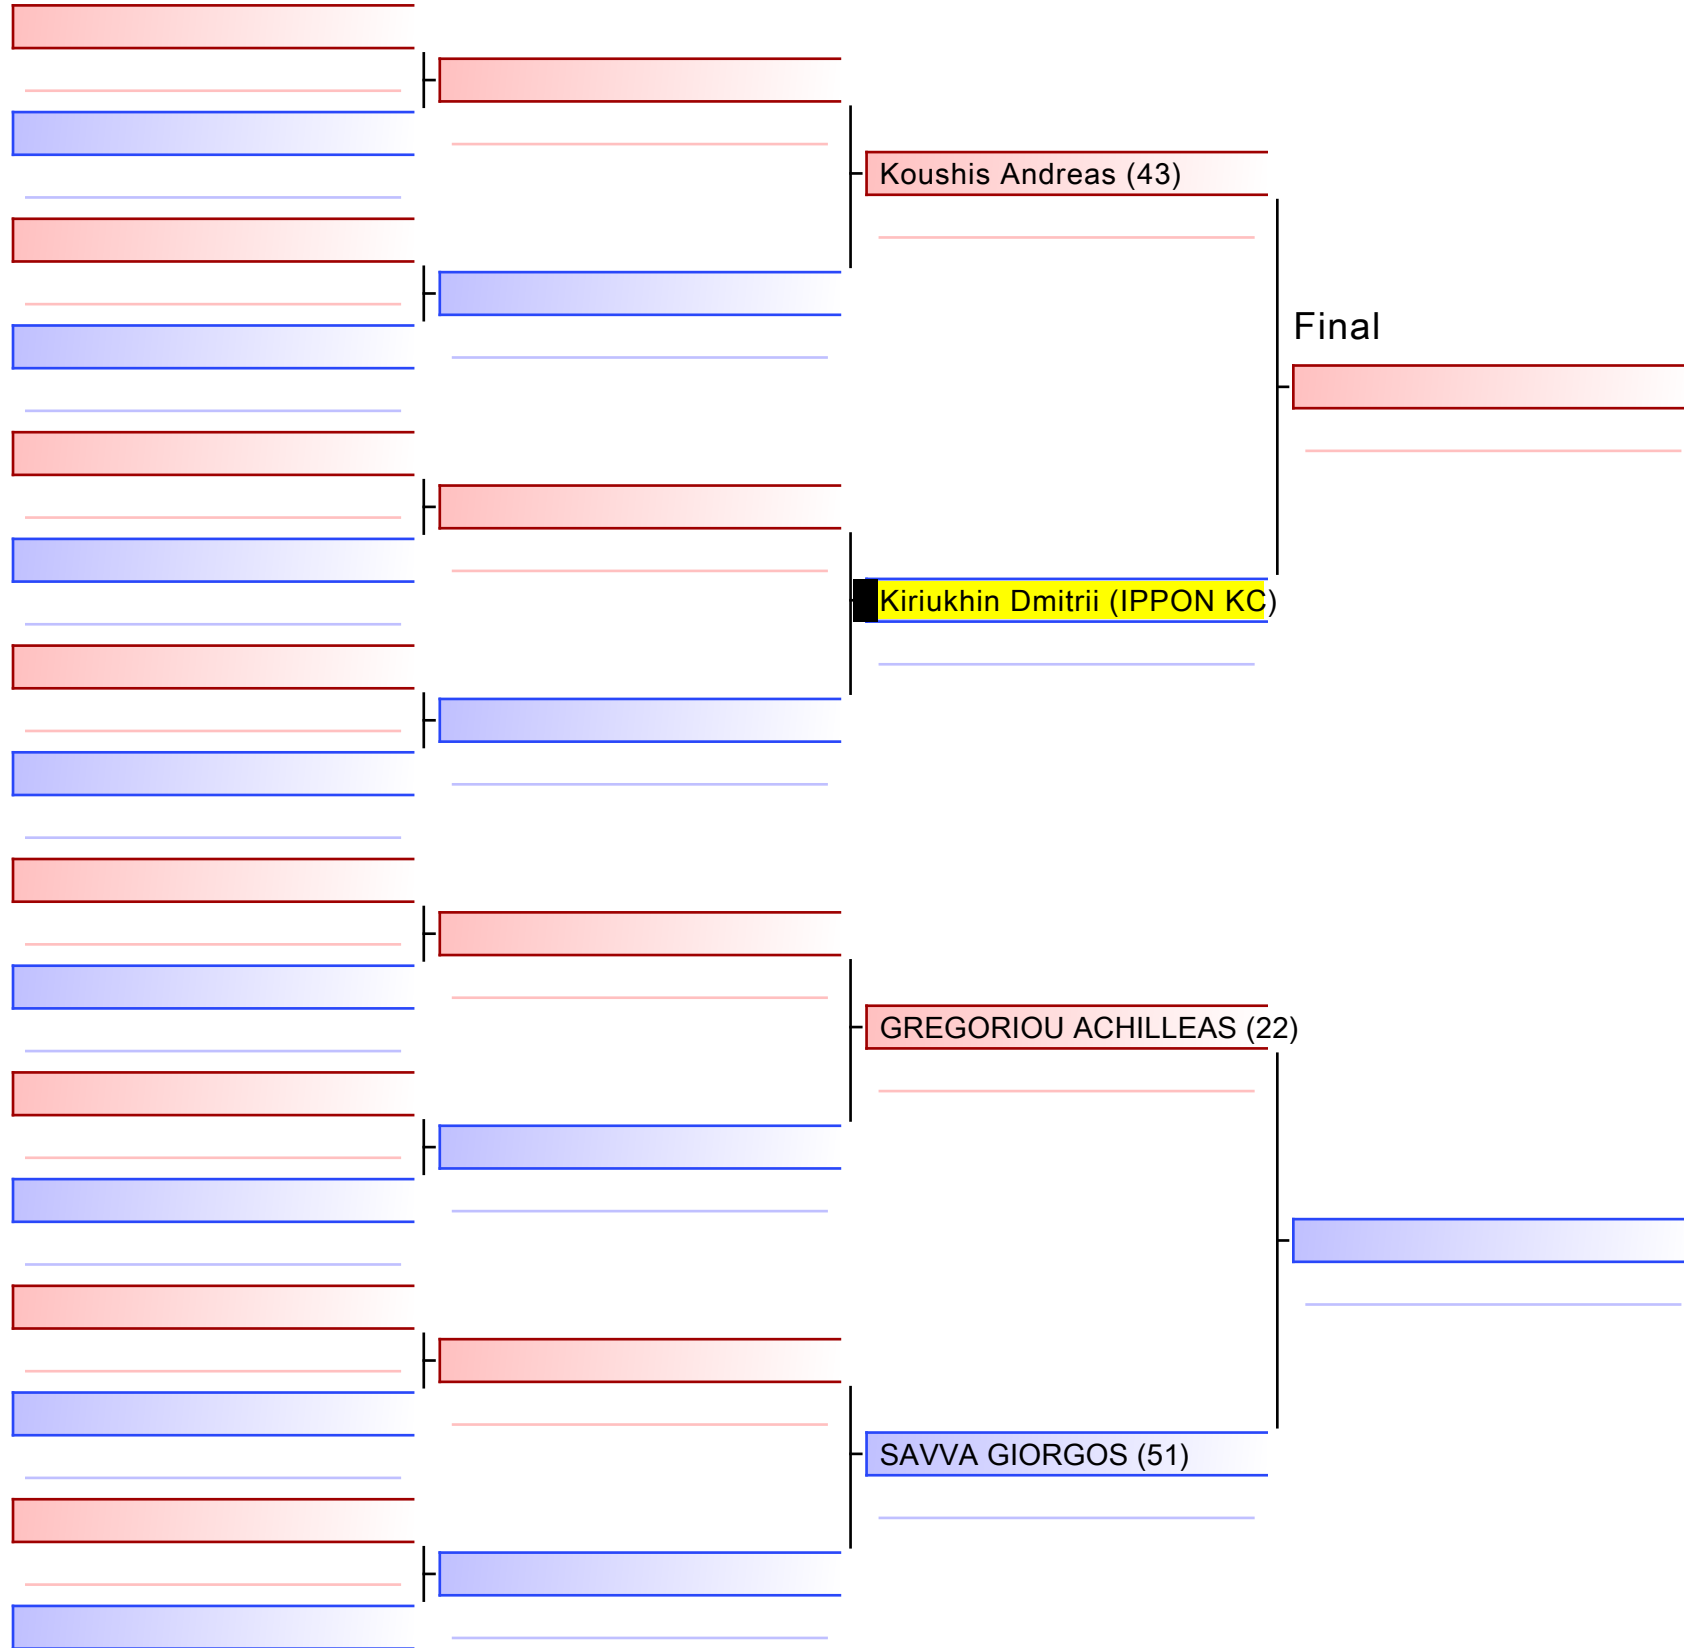 Koushis Andreas (43)
Final
Kiriukhin Dmitrii (IPPON KC)
GREGORIOU ACHILLEAS (22)
SAVVA GIORGOS (51)